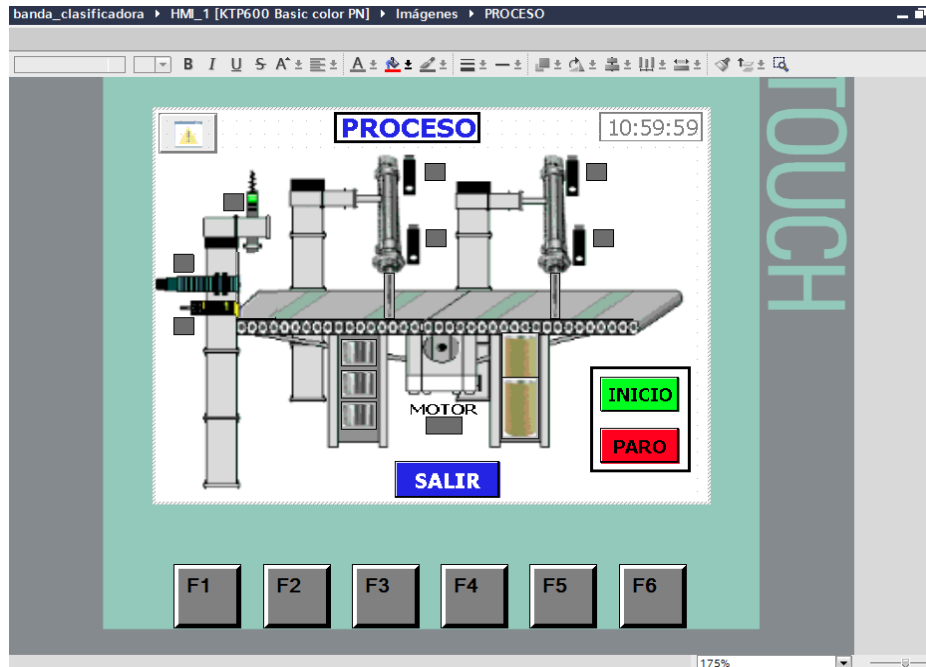 banda_clasificadora ▸ HMI_1 [KTP600 Basic color PN] ▸ Imágenes ▸ PROCESO
B I U S A A
TOUCH
PROCESO
10:59:59
MOTOR
INICIO
PARO
SALIR
F1 F2 F3 F4 F5 F6
175%